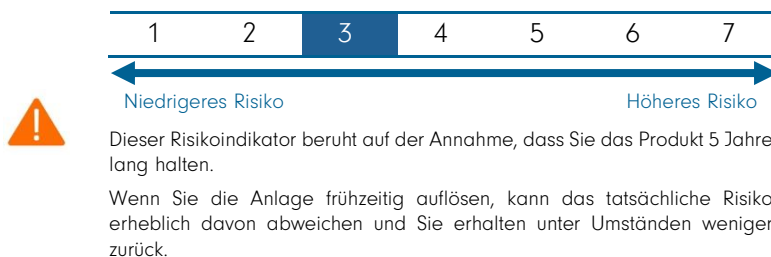 1 2 3 4 5 6 7
Niedrigeres Risiko Höheres Risiko
Dieser Risikoindikator beruht auf der Annahme, dass Sie das Produkt 5 Jahre
lang halten.
Wenn Sie die Anlage frühzeitig auflösen, kann das tatsächliche Risiko
erheblich davon abweichen und Sie erhalten unter Umständen weniger
zurück.